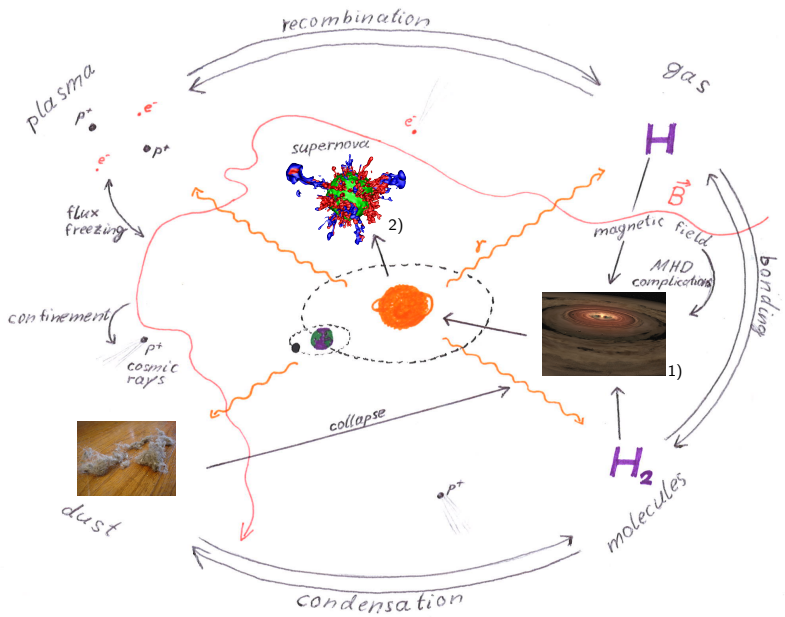 recombination
plasma
gas
p+
e-
p+
e-
e-
H
supernova
2)
B
flux
freezing
γ
magnetic field
MHD
complications
bonding
confinement
p+
cosmic
rays
1)
collapse
H2
p+
dust
molecules
condensation